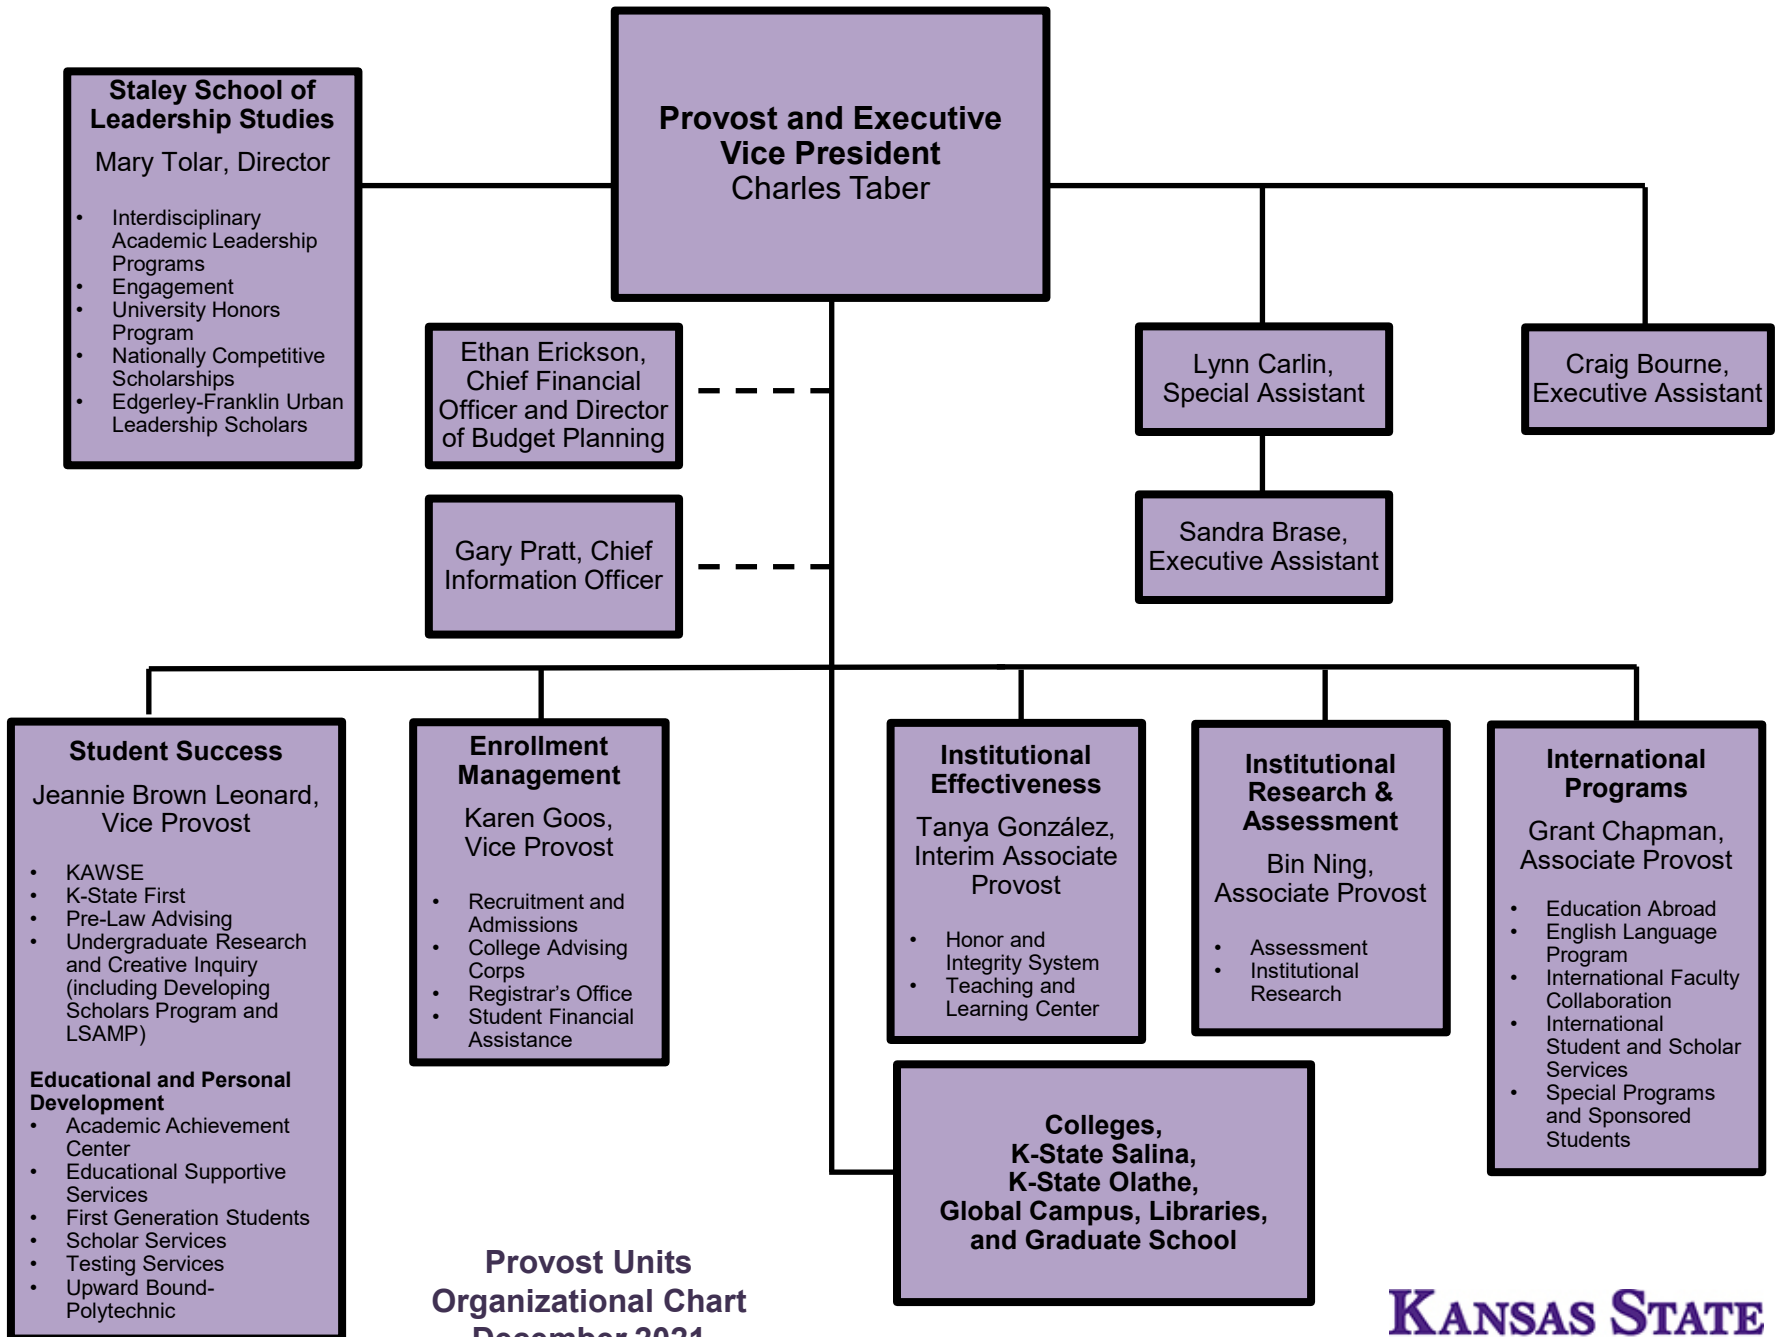 Staley School of
Leadership Studies
Mary Tolar, Director
• Interdisciplinary
Academic Leadership
Programs
• Engagement
• University Honors
Program
• Nationally Competitive
Scholarships
• Edgerley-Franklin Urban
Leadership Scholars
Provost and Executive
Vice President
Charles Taber
Ethan Erickson,
Chief Financial
Officer and Director
of Budget Planning
Lynn Carlin,
Special Assistant
Craig Bourne,
Executive Assistant
Gary Pratt, Chief
Information Officer
Sandra Brase,
Executive Assistant
Student Success
Jeannie Brown Leonard,
Vice Provost
• KAWSE
• K-State First
• Pre-Law Advising
• Undergraduate Research
and Creative Inquiry
(including Developing
Scholars Program and
LSAMP)
Educational and Personal
Development
• Academic Achievement
Center
• Educational Supportive
Services
• First Generation Students
• Scholar Services
• Testing Services
• Upward Bound-
Polytechnic
Enrollment
Management
Karen Goos,
Vice Provost
• Recruitment and
Admissions
• College Advising
Corps
• Registrar’s Office
• Student Financial
Assistance
Institutional
Effectiveness
Tanya González,
Interim Associate
Provost
• Honor and
Integrity System
• Teaching and
Learning Center
Institutional
Research &
Assessment
Bin Ning,
Associate Provost
• Assessment
• Institutional
Research
International
Programs
Grant Chapman,
Associate Provost
• Education Abroad
• English Language
Program
• International Faculty
Collaboration
• International
Student and Scholar
Services
• Special Programs
and Sponsored
Students
Colleges,
K-State Salina,
K-State Olathe,
Global Campus, Libraries,
and Graduate School
Provost Units
Organizational Chart
December 2021
KANSAS STATE